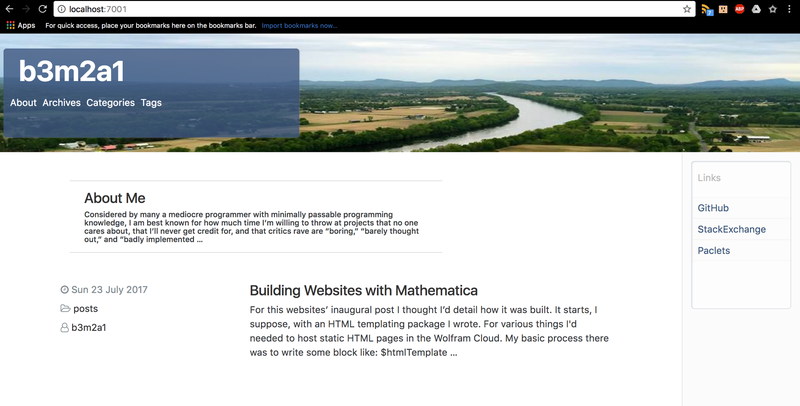 localhost:7001
Apps
For quick access, place your bookmarks here on the bookmarks bar. Import bookmarks now...
7
ABP
b3m2a1
About Archives Categories Tags
Links
GitHub
StackExchange
Paclets
About Me
Considered by many a mediocre programmer with minimally passable programming
knowledge, I am best known for how much time I’m willing to throw at projects that no one
cares about, that I’ll never get credit for, and that critics rave are “boring,” “barely thought
out,” and “badly implemented …
Sun 23 July 2017
posts
b3m2a1
Building Websites with Mathematica
For this websites’ inaugural post I thought I’d detail how it was built. It starts, I
suppose, with an HTML templating package I wrote. For various things I'd
needed to host static HTML pages in the Wolfram Cloud. My basic process there
was to write some block like: $htmlTemplate …